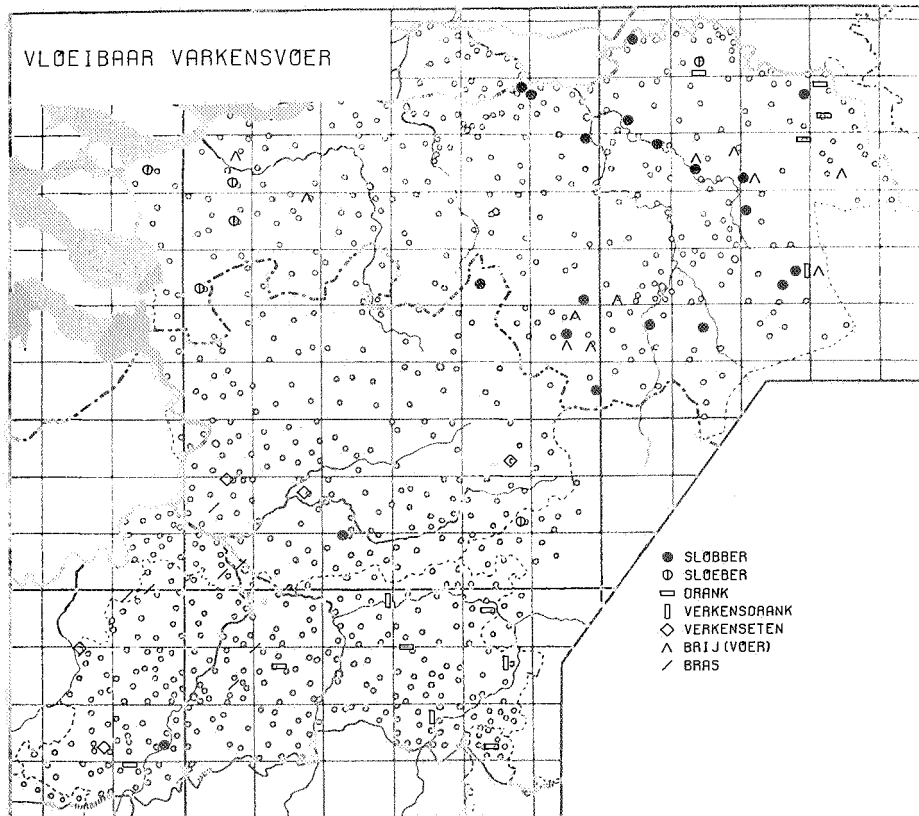 VLØEIBAAR VARKENSVØER
SLØBBER
SLØEBER
DRANK
VERKENSDRANK
VERKENSETEN
BRIJ(VØER)
BRAS